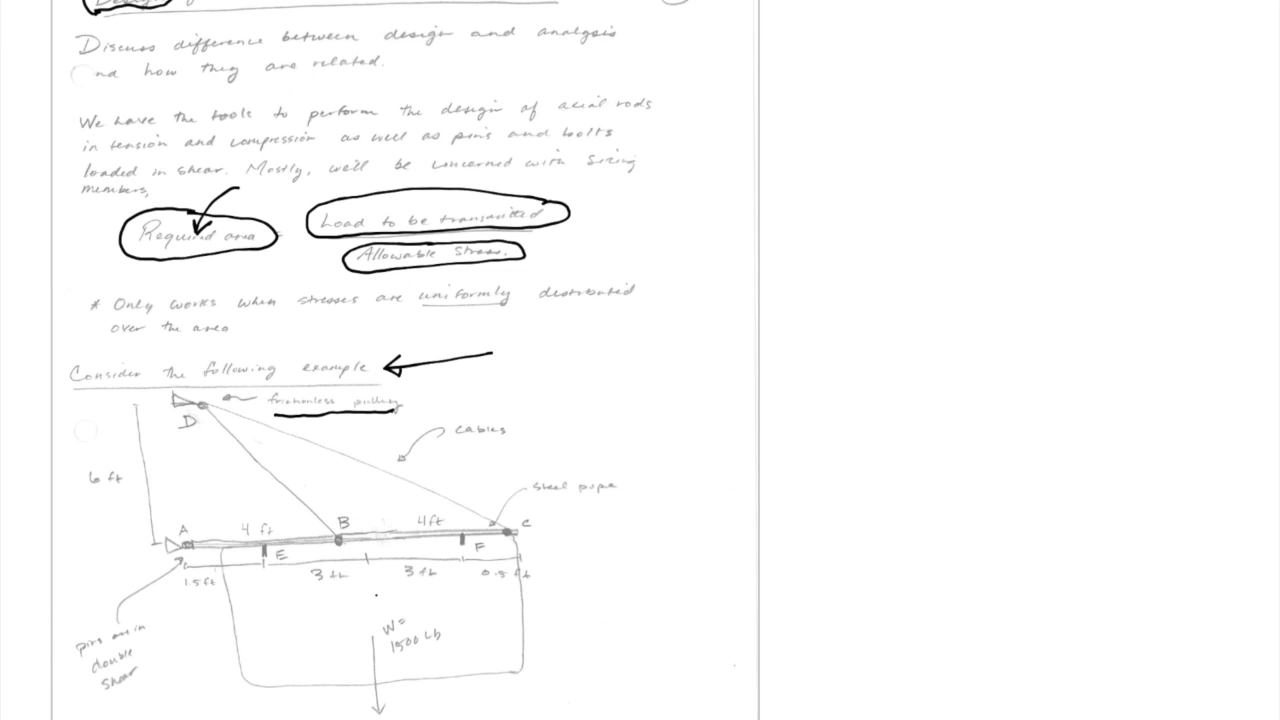 Discuss difference between design and analysis
and how they are related.
We have the tools to perform the design of axial rods
in tension and compression as well as pins and bolts
loaded in shear. Mostly, we'll be concerned with sizing
members,
Required area = Load to be transmitted
Allowable stress.
* Only works when stresses are uniformly distributed
over the area
Consider the following example
frictionless pulley
D
cables
6 ft
steel pipe
A
4 ft
B
4 ft
C
E
F
1.5 ft
3 ft
3 ft
0.5 ft
W=
1500 Lb
pins are in
double
shear